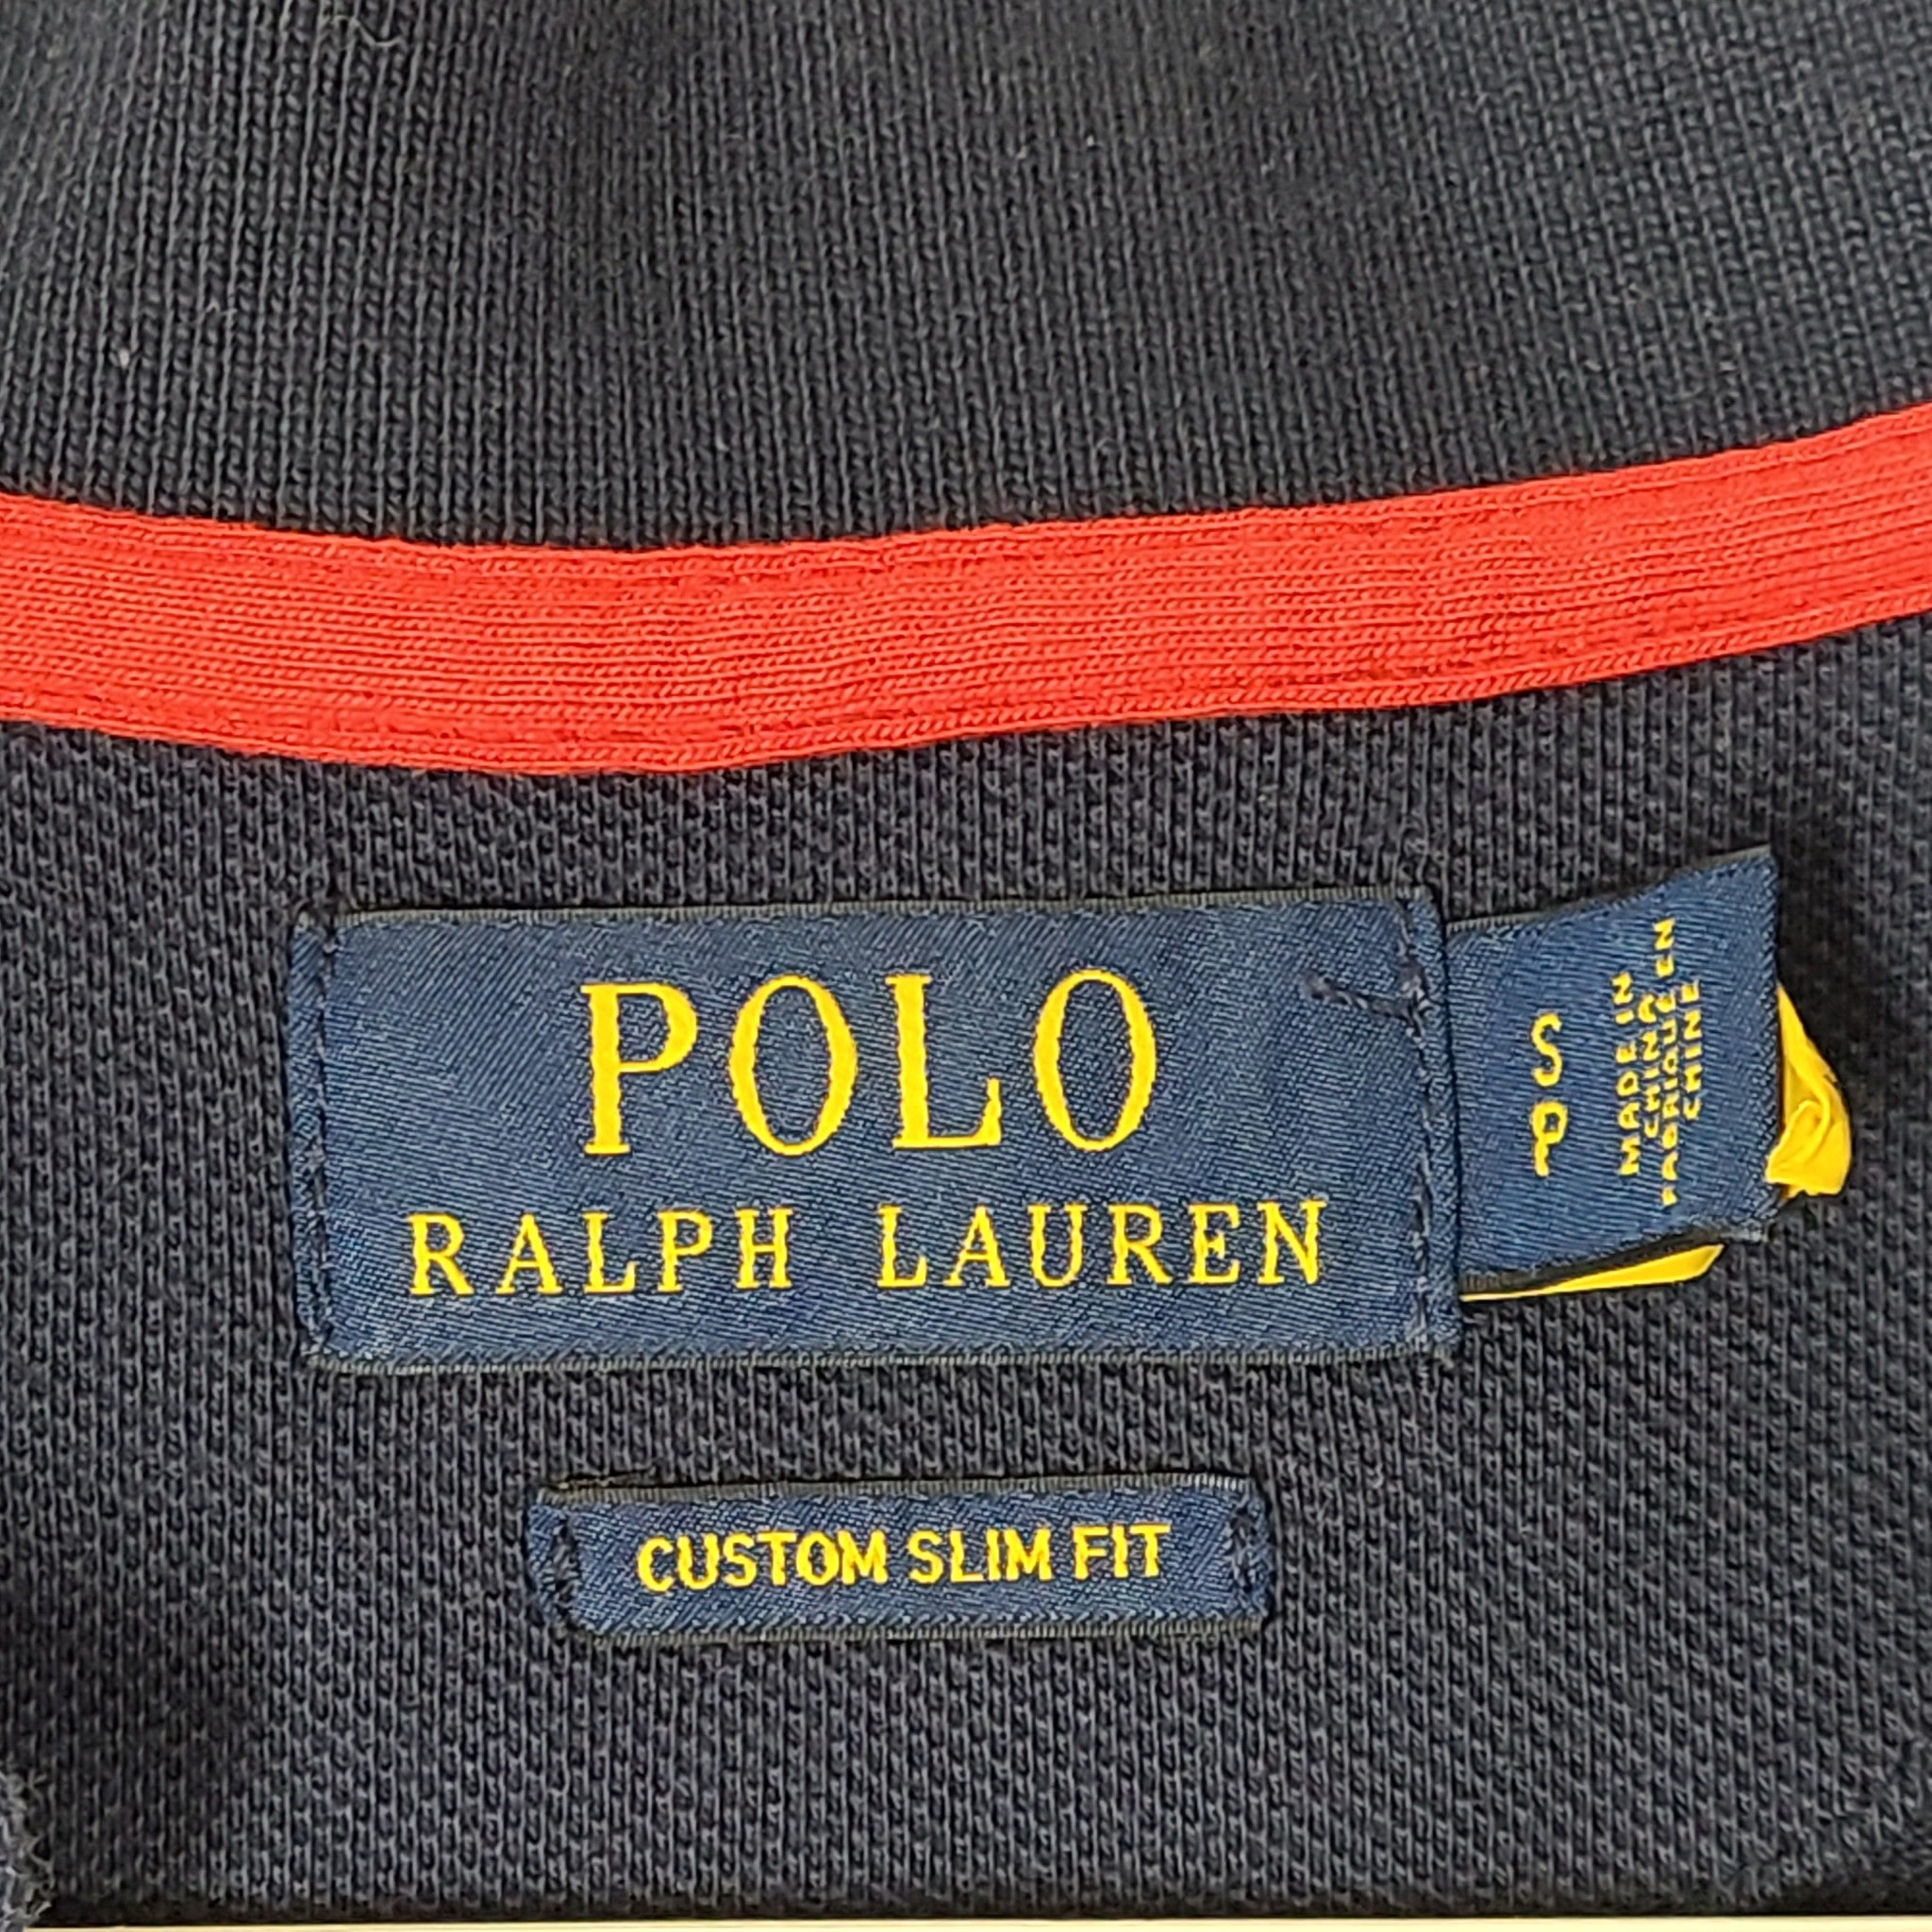 POLO
RALPH LAUREN
S
P
MADE IN
CHINA
FABRIQUÉ EN
CHINE
CUSTOM SLIM FIT